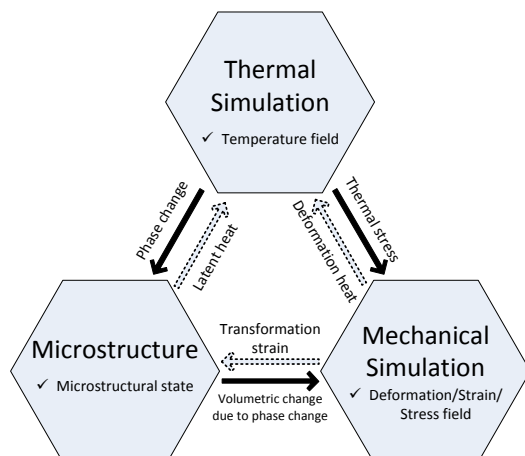 Thermal
Simulation
✓ Temperature field
Phase change
Latent heat
Deformation heat
Thermal stress
Microstructure
✓ Microstructural state
Transformation
strain
Volumetric change
due to phase change
Mechanical
Simulation
✓ Deformation/Strain/
Stress field